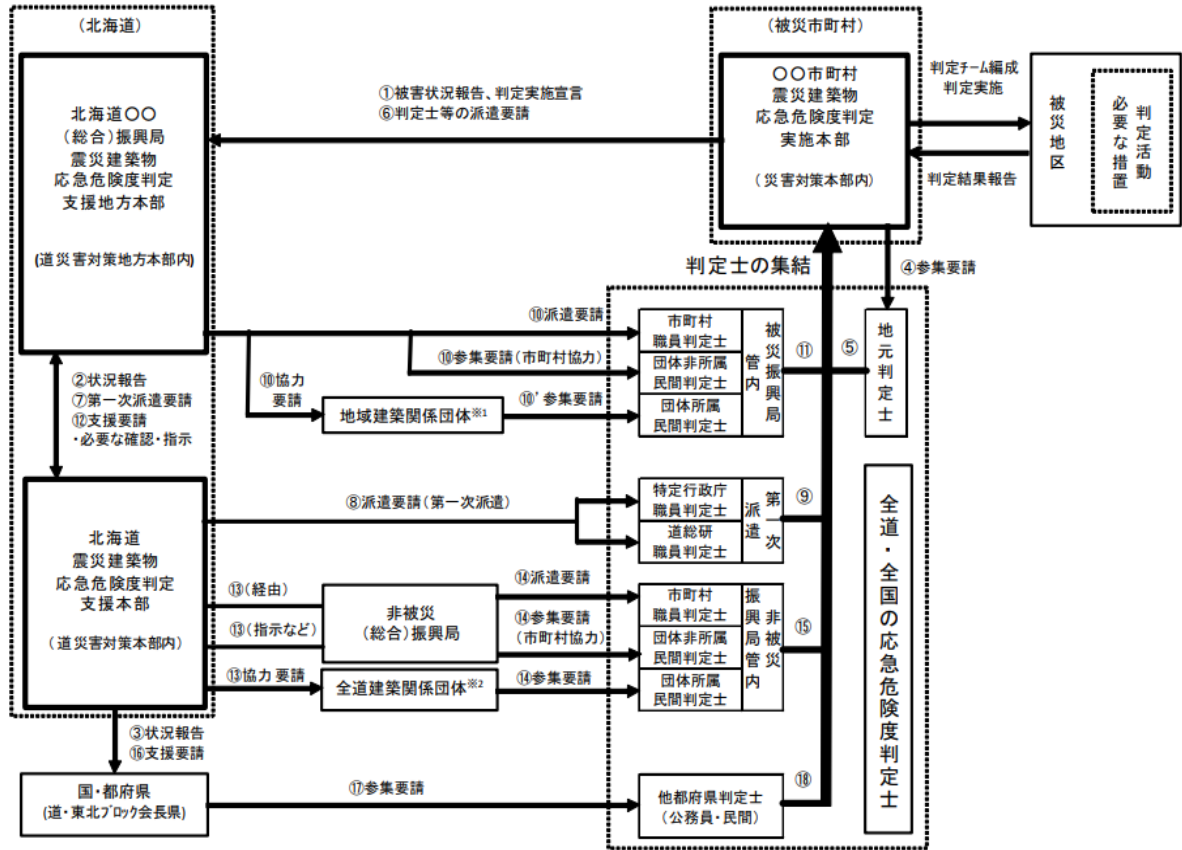 (北海道)
(被災市町村)
北海道〇〇
(総合)振興局
震災建築物
応急危険度判定
支援地方本部
(道災害対策地方本部内)
①被害状況報告、判定実施宣言
⑥判定士等の派遣要請
〇〇市町村
震災建築物
応急危険度判定
実施本部
(災害対策本部内)
判定チーム編成
判定実施
判定結果報告
被災地区
判定活動
必要な措置
判定士の集結
④参集要請
⑩派遣要請
⑩参集要請(市町村協力)
⑩協力
要請
地域建築関係団体※1
⑩’参集要請
市町村
職員判定士
団体非所属
民間判定士
団体所属
民間判定士
被災振興局
管内
⑪
⑤
地元判定士
②状況報告
⑦第一次派遣要請
⑫支援要請
・必要な確認・指示
北海道
震災建築物
応急危険度判定
支援本部
(道災害対策本部内)
⑧派遣要請(第一次派遣)
特定行政庁
職員判定士
道総研
職員判定士
第一次
派遣
⑨
全道・全国の応急危険度判定士
⑬(経由)
⑬(指示など)
非被災
(総合)振興局
⑭派遣要請
⑭参集要請
(市町村協力)
⑬協力要請
全道建築関係団体※2
⑭参集要請
市町村
職員判定士
団体非所属
民間判定士
団体所属
民間判定士
非被災
振興局管内
⑮
③状況報告
⑯支援要請
国・都府県
(道・東北ブロック会長県)
⑰参集要請
他都府県判定士
(公務員・民間)
⑱